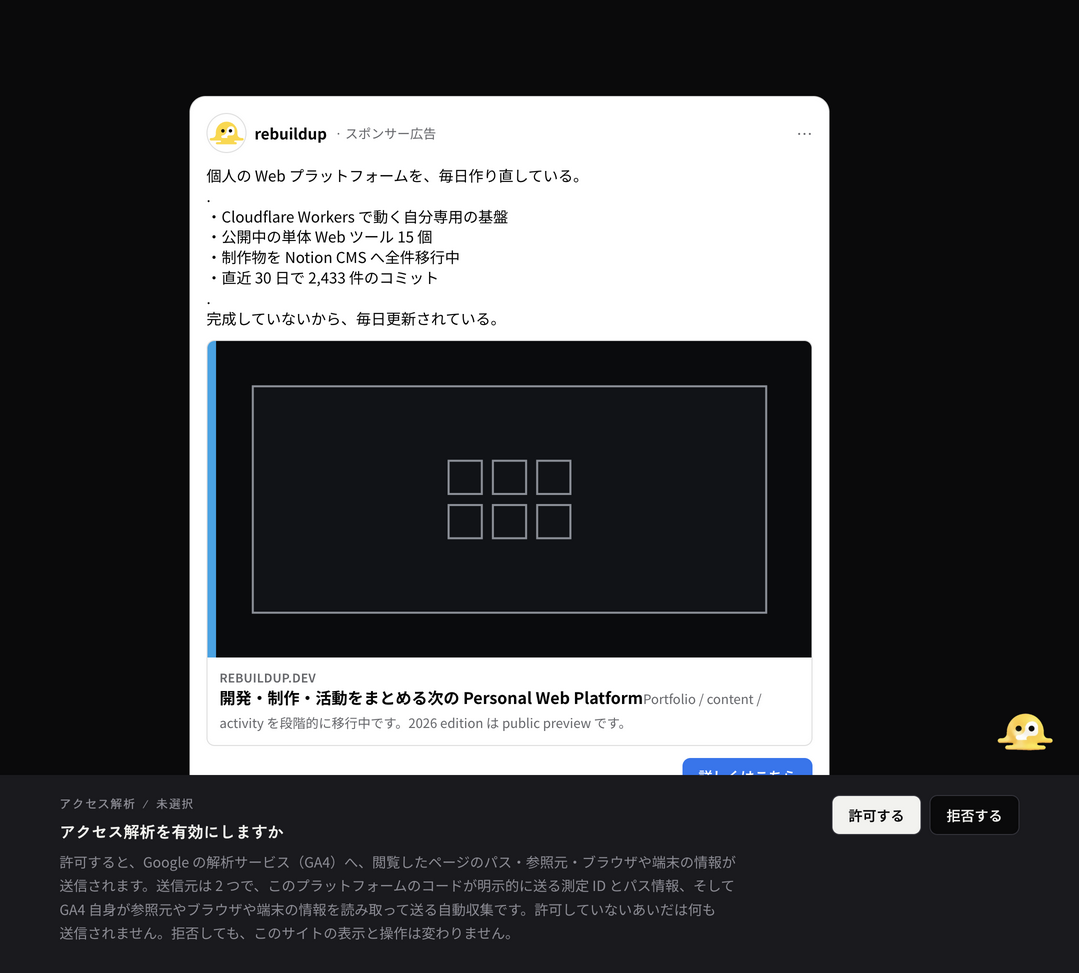 rebuildup ・スポンサー広告
…
個人の Web プラットフォームを、毎日作り直している。
.
・Cloudflare Workers で動く自分専用の基盤
・公開中の単体 Web ツール 15 個
・制作物を Notion CMS へ全件移行中
・直近 30 日で 2,433 件のコミット
.
完成していないから、毎日更新されている。
REBUILDUP.DEV
開発・制作・活動をまとめる次の Personal Web PlatformPortfolio / content /
activity を段階的に移行中です。2026 edition は public preview です。
詳しくはこちら
アクセス解析 / 未選択
アクセス解析を有効にしますか
許可すると、Google の解析サービス（GA4）へ、閲覧したページのパス・参照元・ブラウザや端末の情報が
送信されます。送信元は 2 つで、このプラットフォームのコードが明示的に送る測定 ID とパス情報、そして
GA4 自身が参照元やブラウザや端末の情報を読み取って送る自動収集です。許可していないあいだは何も
送信されません。拒否しても、このサイトの表示と操作は変わりません。
許可する
拒否する